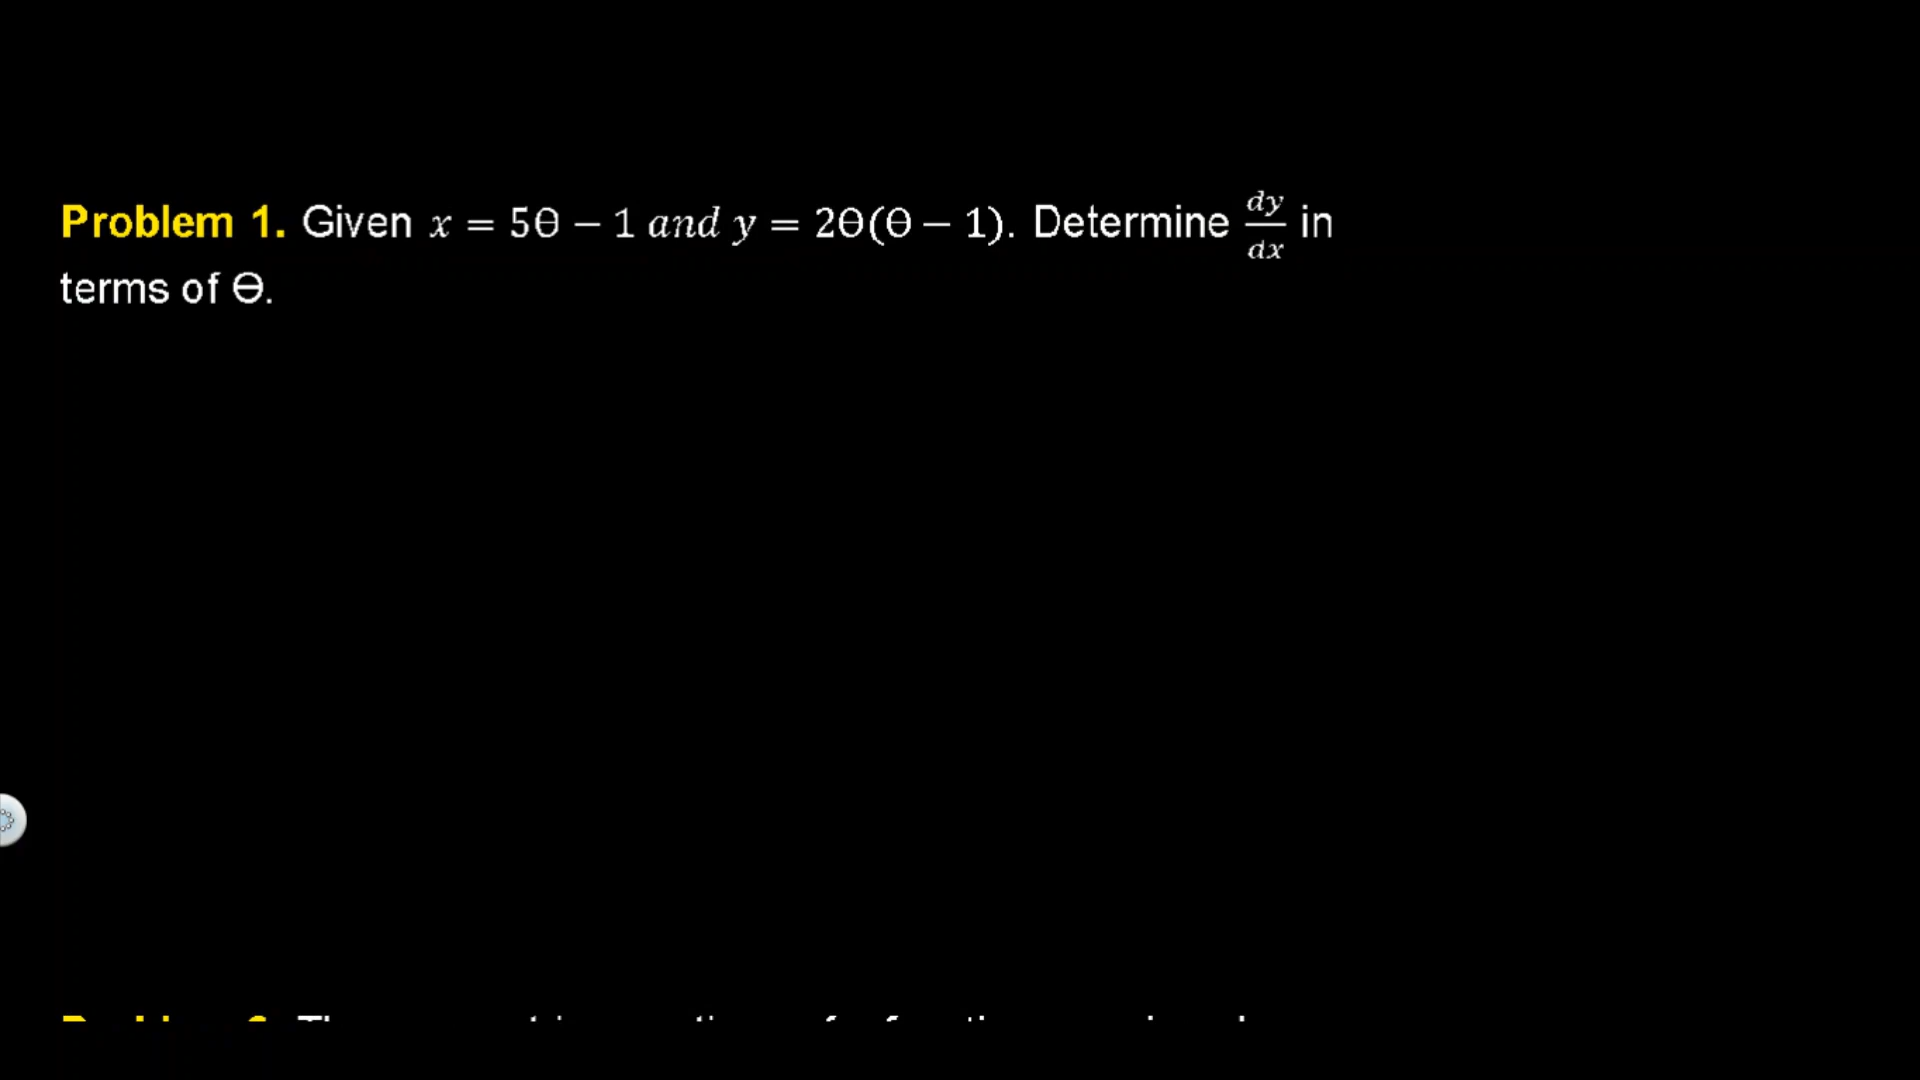 Problem 1. Given x = 5θ − 1 and y = 2θ(θ − 1). Determine dy/dx in
terms of θ.